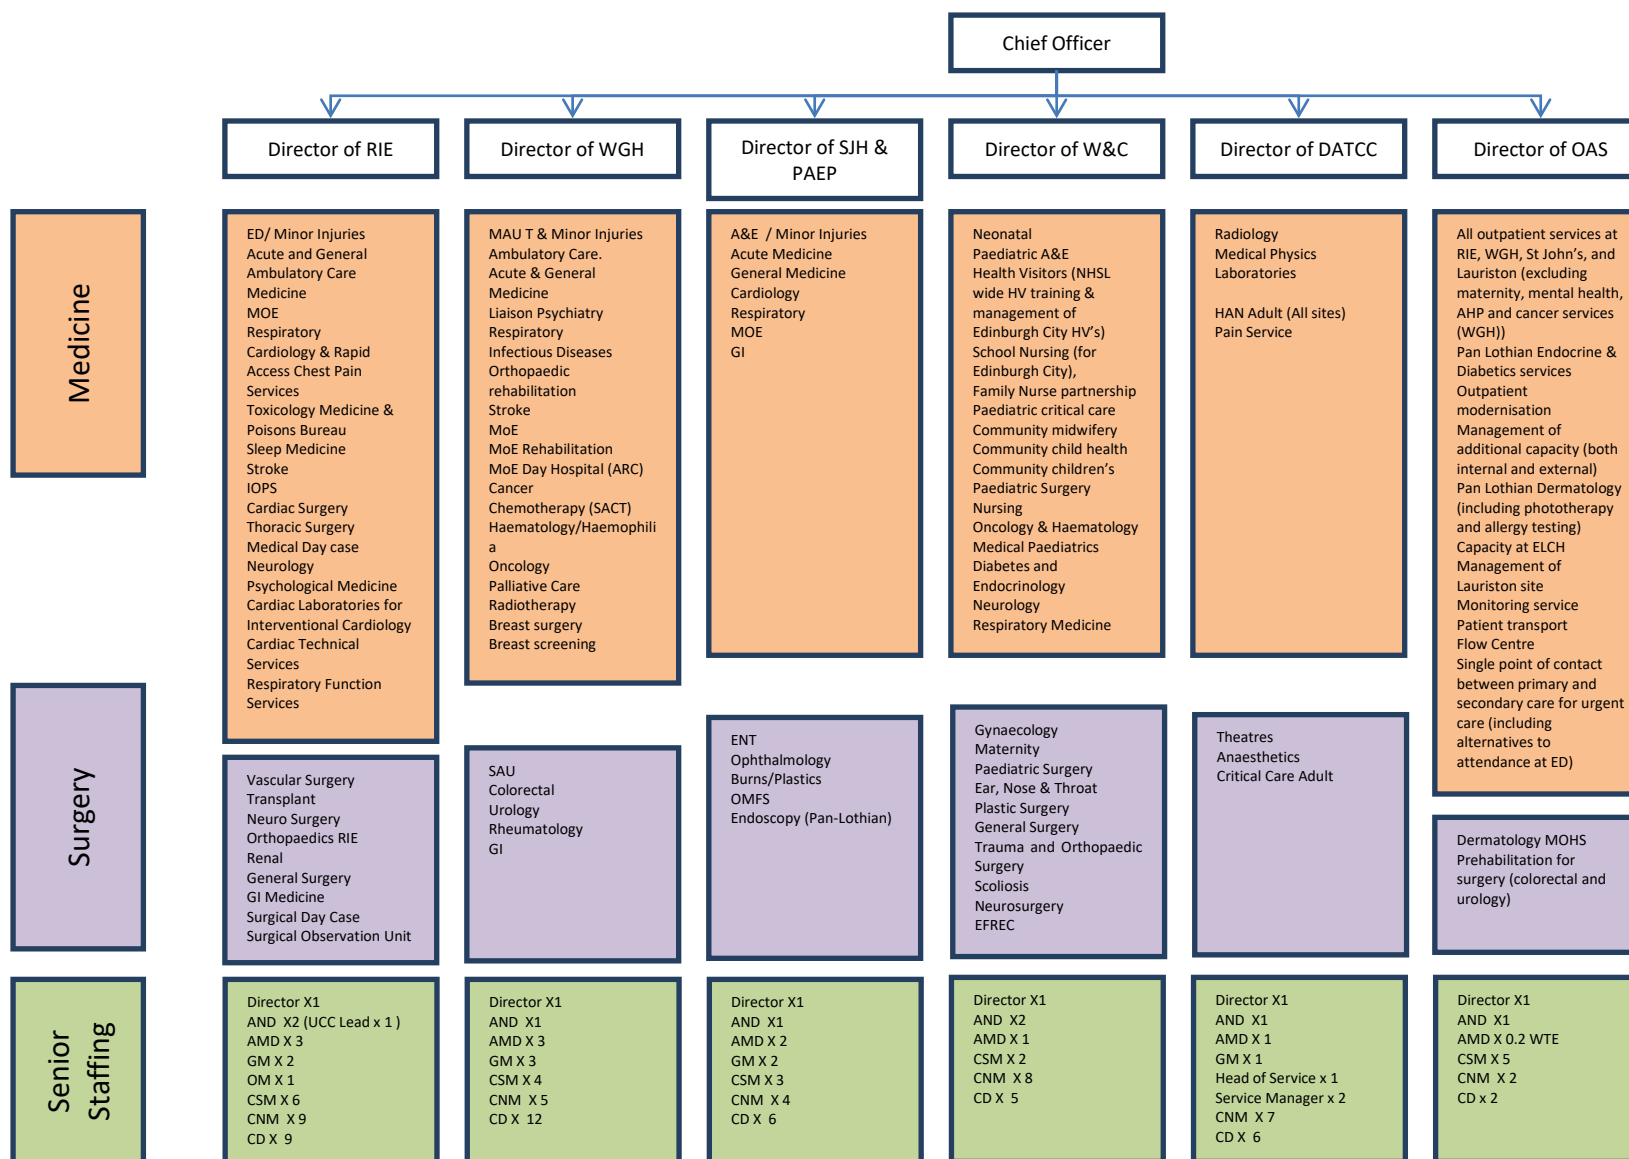 Chief Officer
Director of RIE
Director of WGH
Director of SJH &
PAEP
Director of W&C
Director of DATCC
Director of OAS
Medicine
ED/ Minor Injuries
Acute and General
Ambulatory Care
Medicine
MOE
Respiratory
Cardiology & Rapid
Access Chest Pain
Services
Toxicology Medicine &
Poisons Bureau
Sleep Medicine
Stroke
IOPS
Cardiac Surgery
Thoracic Surgery
Medical Day case
Neurology
Psychological Medicine
Cardiac Laboratories for
Interventional Cardiology
Cardiac Technical
Services
Respiratory Function
Services
MAU T & Minor Injuries
Ambulatory Care.
Acute & General
Medicine
Liaison Psychiatry
Respiratory
Infectious Diseases
Orthopaedic
rehabilitation
Stroke
MoE
MoE Rehabilitation
MoE Day Hospital (ARC)
Cancer
Chemotherapy (SACT)
Haematology/Haemophili
a
Oncology
Palliative Care
Radiotherapy
Breast surgery
Breast screening
A&E / Minor Injuries
Acute Medicine
General Medicine
Cardiology
Respiratory
MOE
GI
Neonatal
Paediatric A&E
Health Visitors (NHSL
wide HV training &
management of
Edinburgh City HV's)
School Nursing (for
Edinburgh City),
Family Nurse partnership
Paediatric critical care
Community midwifery
Community child health
Community children's
Paediatric Surgery
Nursing
Oncology & Haematology
Medical Paediatrics
Diabetes and
Endocrinology
Neurology
Respiratory Medicine
Radiology
Medical Physics
Laboratories
HAN Adult (All sites)
Pain Service
All outpatient services at
RIE, WGH, St John's, and
Lauriston (excluding
maternity, mental health,
AHP and cancer services
(WGH))
Pan Lothian Endocrine &
Diabetics services
Outpatient
modernisation
Management of
additional capacity (both
internal and external)
Pan Lothian Dermatology
(including phototherapy
and allergy testing)
Capacity at ELCH
Management of
Lauriston site
Monitoring service
Patient transport
Flow Centre
Single point of contact
between primary and
secondary care for urgent
care (including
alternatives to
attendance at ED)
Surgery
Vascular Surgery
Transplant
Neuro Surgery
Orthopaedics RIE
Renal
General Surgery
GI Medicine
Surgical Day Case
Surgical Observation Unit
SAU
Colorectal
Urology
Rheumatology
GI
ENT
Ophthalmology
Burns/Plastics
OMFS
Endoscopy (Pan-Lothian)
Gynaecology
Maternity
Paediatric Surgery
Ear, Nose & Throat
Plastic Surgery
General Surgery
Trauma and Orthopaedic
Surgery
Scoliosis
Neurosurgery
EFREC
Theatres
Anaesthetics
Critical Care Adult
Dermatology MOHS
Prehabilitation for
surgery (colorectal and
urology)
Senior
Staffing
Director X1
AND X2 (UCC Lead x 1 )
AMD X 3
GM X 2
OM X 1
CSM X 6
CNM X 9
CD X 9
Director X1
AND X1
AMD X 3
GM X 3
CSM X 4
CNM X 5
CD X 12
Director X1
AND X1
AMD X 2
GM X 2
CSM X 3
CNM X 4
CD X 6
Director X1
AND X2
AMD X 1
CSM X 2
CNM X 8
CD X 5
Director X1
AND X1
AMD X 1
GM X 1
Head of Service x 1
Service Manager x 2
CNM X 7
CD X 6
Director X1
AND X1
AMD X 0.2 WTE
CSM X 5
CNM X 2
CD x 2